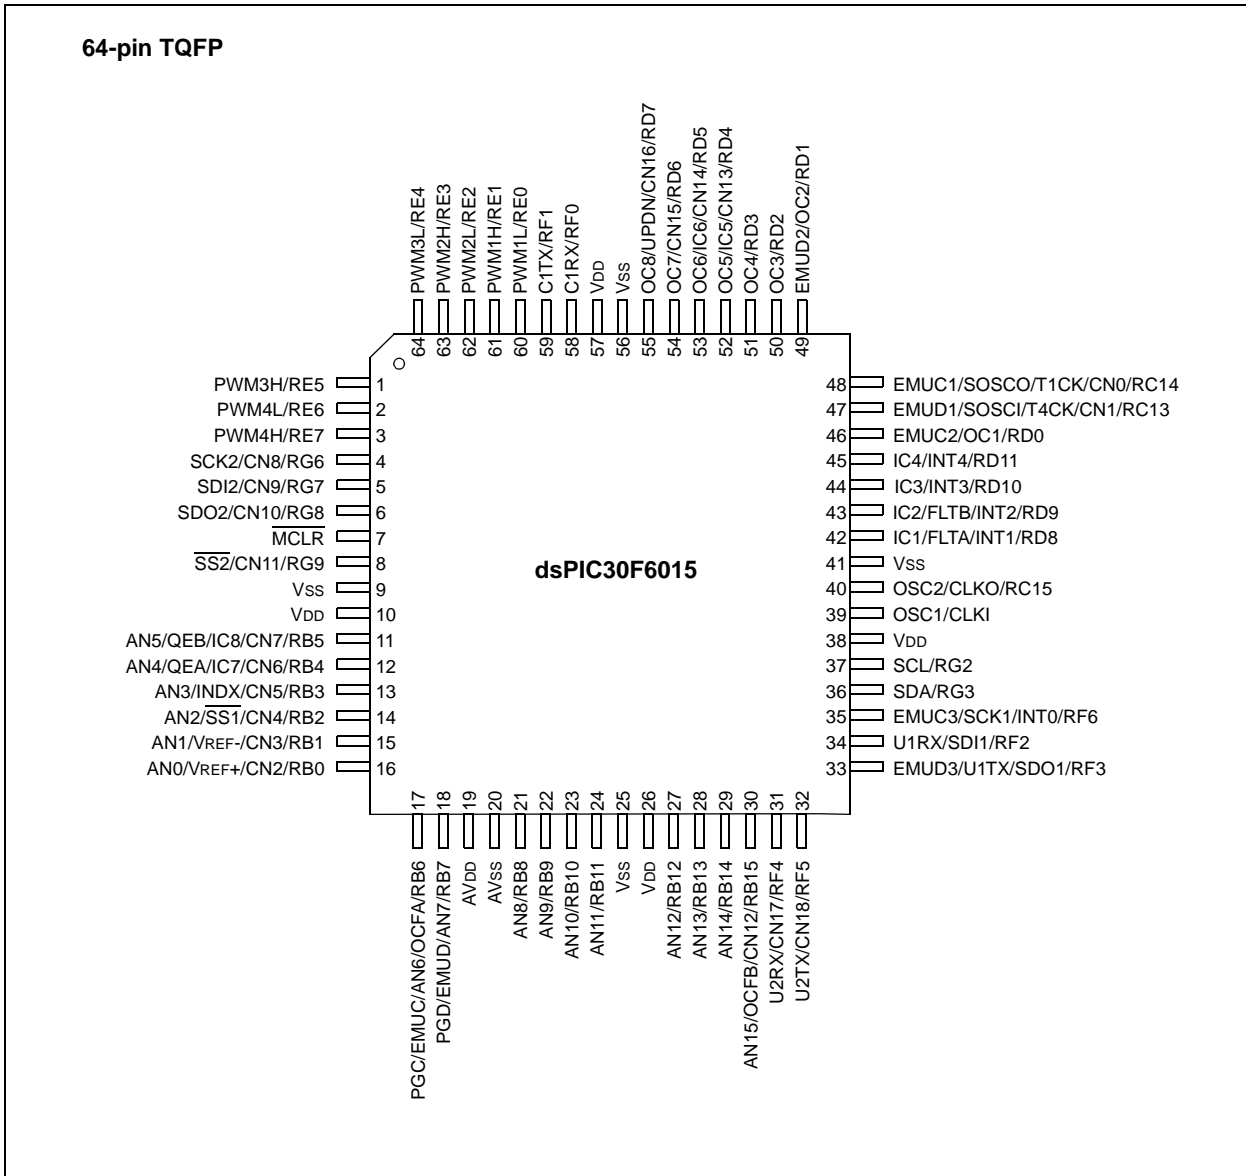 64-pin TQFP
PWM3L/RE4
PWM2H/RE3
PWM2L/RE2
PWM1H/RE1
PWM1L/RE0
C1TX/RF1
C1RX/RF0
VDD
VSS
OC8/UPDN/CN16/RD7
OC7/CN15/RD6
OC6/IC6/CN14/RD5
OC5/IC5/CN13/RD4
OC4/RD3
OC3/RD2
EMUD2/OC2/RD1
64
63
62
61
60
59
58
57
56
55
54
53
52
51
50
49
PWM3H/RE5 1
PWM4L/RE6 2
PWM4H/RE7 3
SCK2/CN8/RG6 4
SDI2/CN9/RG7 5
SDO2/CN10/RG8 6
MCLR 7
SS2/CN11/RG9 8
VSS 9
VDD 10
AN5/QEB/IC8/CN7/RB5 11
AN4/QEA/IC7/CN6/RB4 12
AN3/INDX/CN5/RB3 13
AN2/SS1/CN4/RB2 14
AN1/VREF-/CN3/RB1 15
AN0/VREF+/CN2/RB0 16
dsPIC30F6015
48 EMUC1/SOSCO/T1CK/CN0/RC14
47 EMUD1/SOSCI/T4CK/CN1/RC13
46 EMUC2/OC1/RD0
45 IC4/INT4/RD11
44 IC3/INT3/RD10
43 IC2/FLTB/INT2/RD9
42 IC1/FLTA/INT1/RD8
41 VSS
40 OSC2/CLKO/RC15
39 OSC1/CLKI
38 VDD
37 SCL/RG2
36 SDA/RG3
35 EMUC3/SCK1/INT0/RF6
34 U1RX/SDI1/RF2
33 EMUD3/U1TX/SDO1/RF3
17
18
19
20
21
22
23
24
25
26
27
28
29
30
31
32
PGC/EMUC/AN6/OCFA/RB6
PGD/EMUD/AN7/RB7
AVDD
AVSS
AN8/RB8
AN9/RB9
AN10/RB10
AN11/RB11
VSS
VDD
AN12/RB12
AN13/RB13
AN14/RB14
AN15/OCFB/CN12/RB15
U2RX/CN17/RF4
U2TX/CN18/RF5